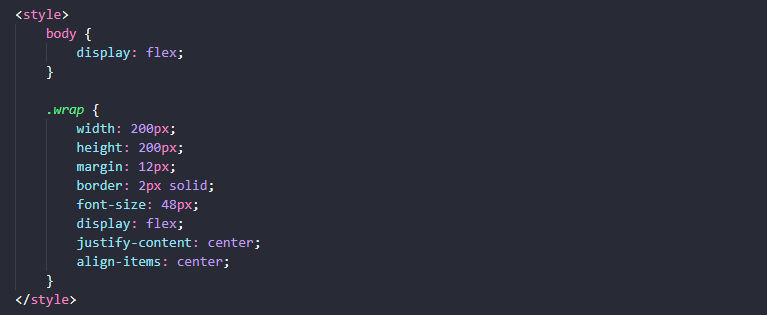 <style>
body {
display: flex;
}
.wrap {
width: 200px;
height: 200px;
margin: 12px;
border: 2px solid;
font-size: 48px;
display: flex;
justify-content: center;
align-items: center;
}
</style>